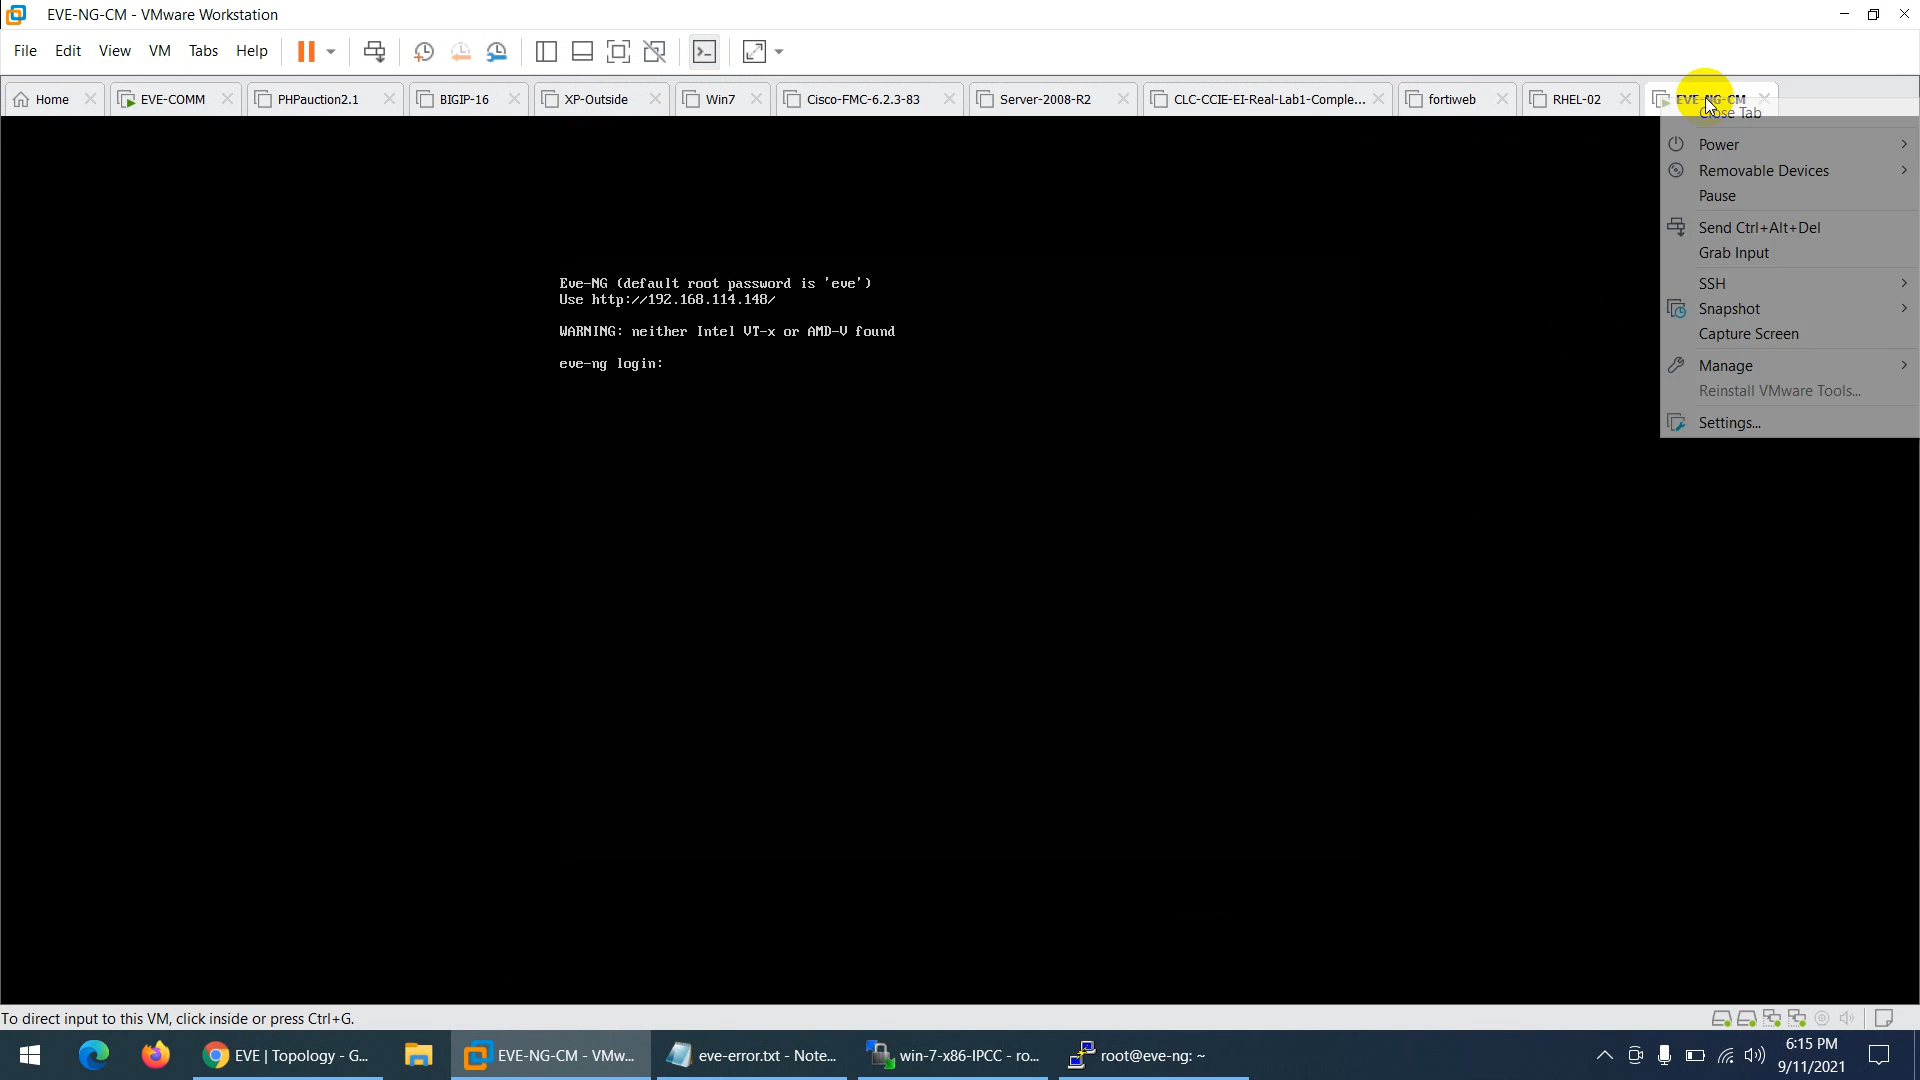 EVE-NG-CM - VMware Workstation
File Edit View VM Tabs Help
Home EVE-COMM PHPauction2.1 BIGIP-16 XP-Outside Win7 Cisco-FMC-6.2.3-83 Server-2008-R2 CLC-CCIE-EI-Real-Lab1-Comple... fortiweb RHEL-02 EVE-NG-CM
Close Tab
Power
Removable Devices
Pause
Send Ctrl+Alt+Del
Grab Input
SSH
Snapshot
Capture Screen
Manage
Reinstall VMware Tools...
Settings...
Eve-NG (default root password is 'eve')
Use http://192.168.114.148/
WARNING: neither Intel VT-x or AMD-V found
eve-ng login:
To direct input to this VM, click inside or press Ctrl+G.
EVE | Topology - G... EVE-NG-CM - VMw... eve-error.txt - Note... win-7-x86-IPCC - ro... root@eve-ng: ~
6:15 PM
9/11/2021